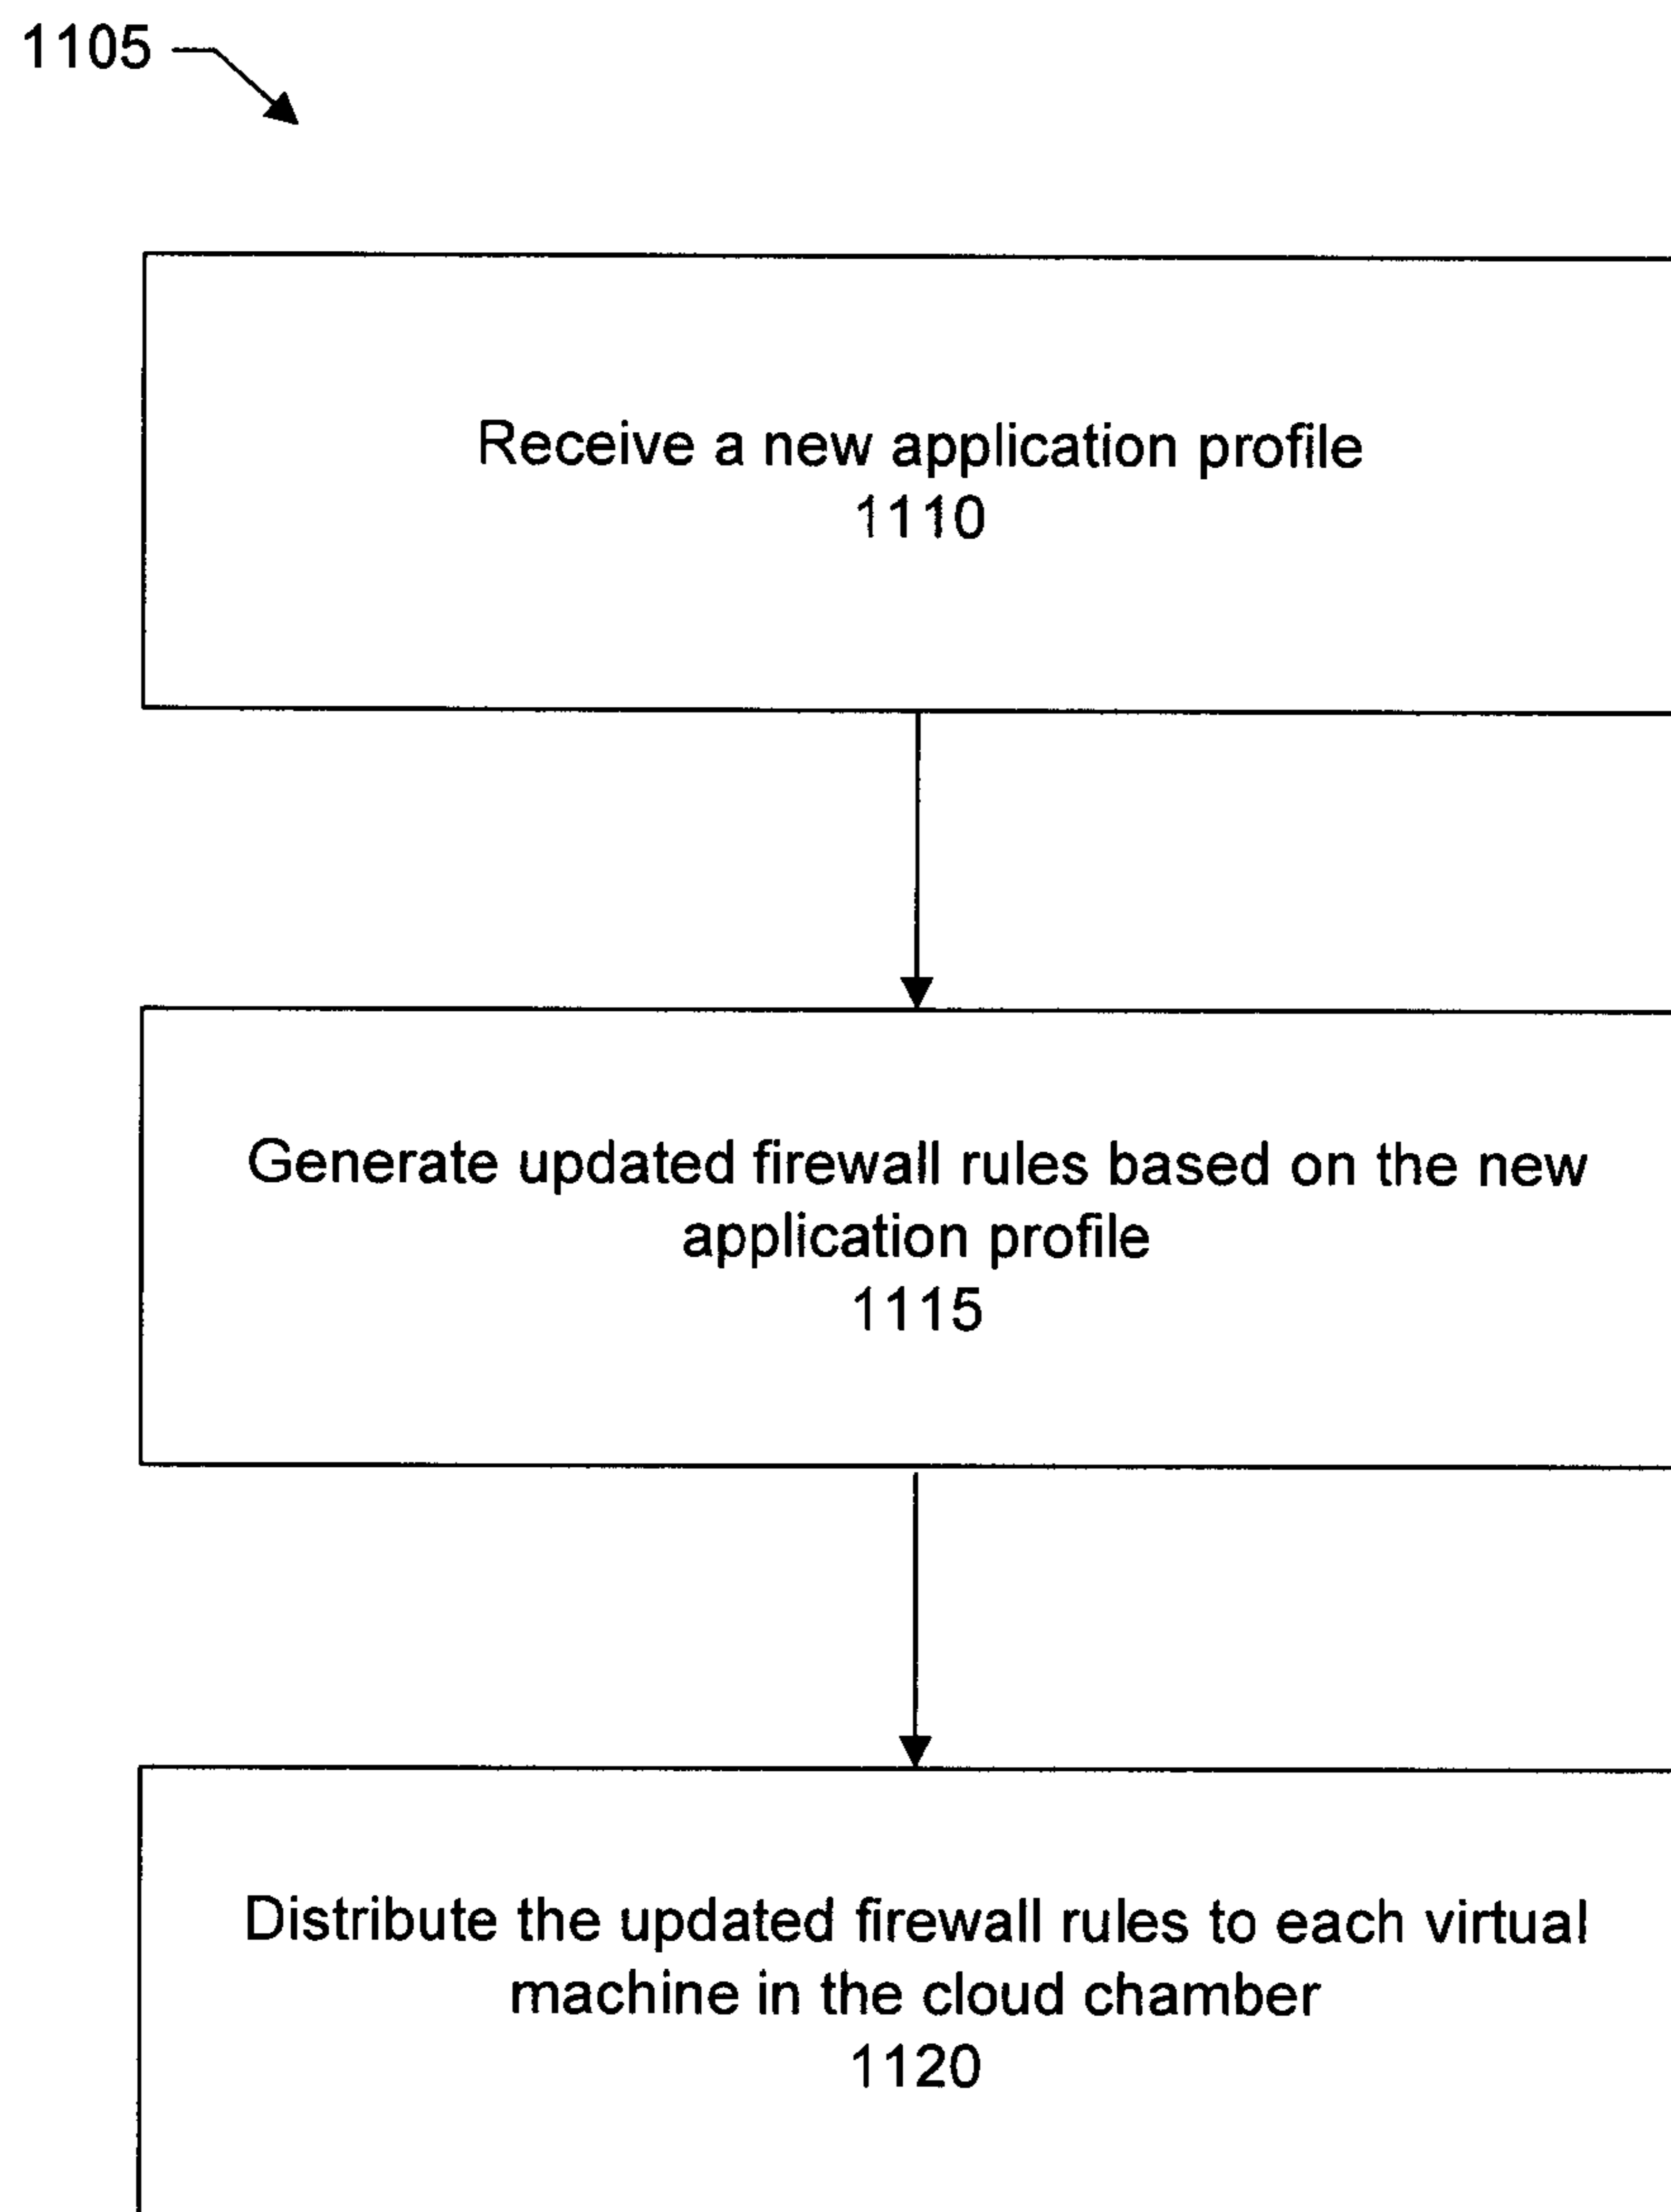 1105
Receive a new application profile
1110
Generate updated firewall rules based on the new
application profile
1115
Distribute the updated firewall rules to each virtual
machine in the cloud chamber
1120